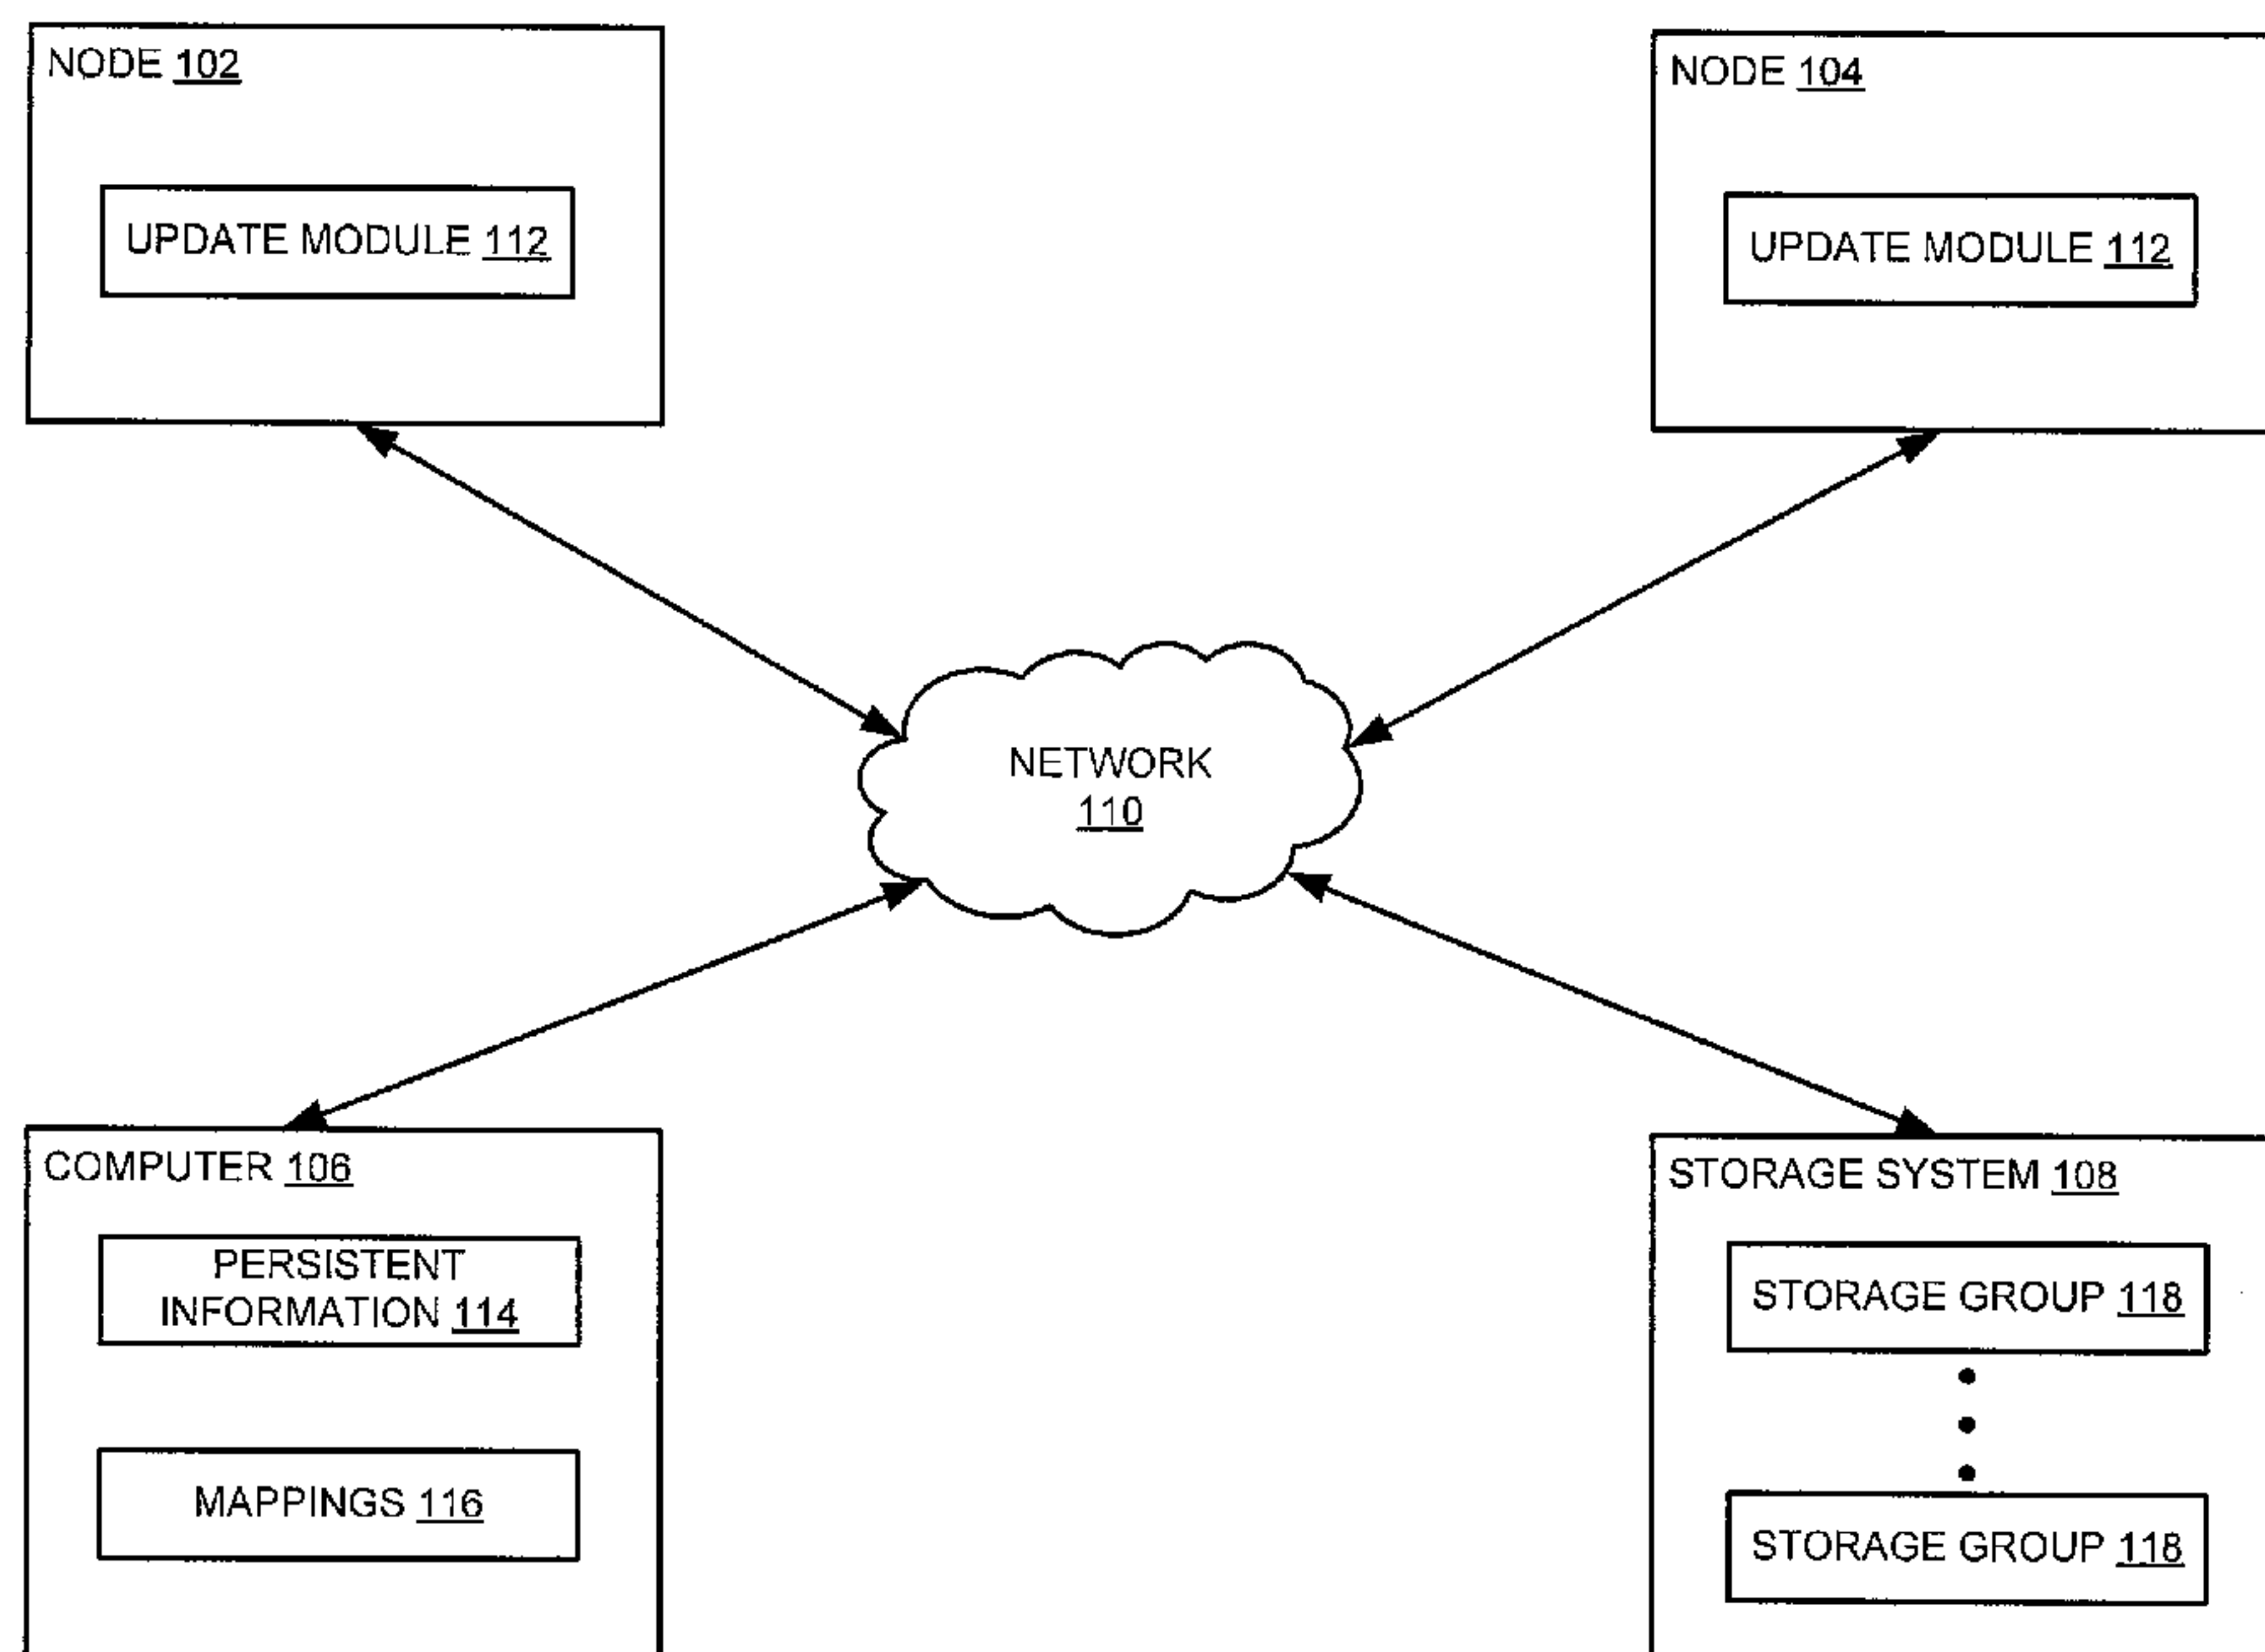 NODE 102
UPDATE MODULE 112
NODE 104
UPDATE MODULE 112
NETWORK
110
COMPUTER 106
PERSISTENT
INFORMATION 114
MAPPINGS 116
STORAGE SYSTEM 108
STORAGE GROUP 118
STORAGE GROUP 118